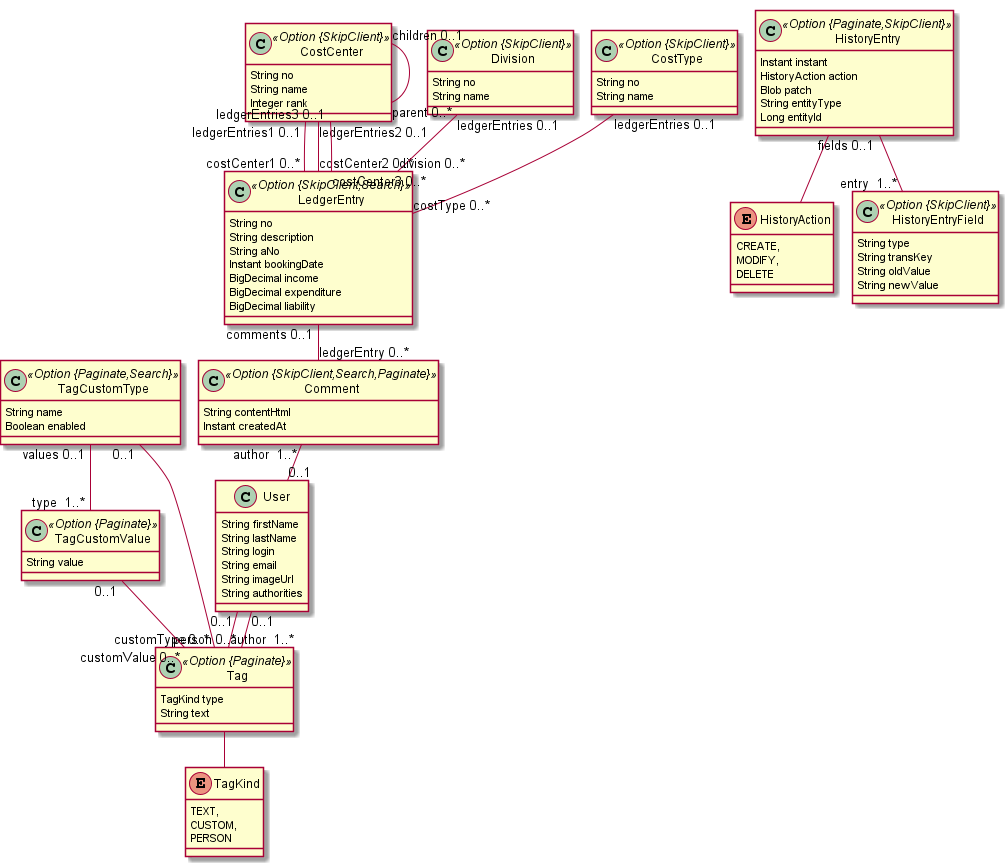 C «Option {SkipClient}»
CostCenter
String no
String name
Integer rank
children 0..1
parent 0..*
C «Option {SkipClient}»
Division
String no
String name
C «Option {SkipClient}»
CostType
String no
String name
C «Option {Paginate,SkipClient}»
HistoryEntry
Instant instant
HistoryAction action
Blob patch
String entityType
Long entityId
ledgerEntries3 0..1
ledgerEntries1 0..1
ledgerEntries2 0..1
ledgerEntries 0..1
ledgerEntries 0..1
fields 0..1
costCenter1 0..*
costCenter2 0..*
division 0..*
costCenter3 0..*
costType 0..*
entry 1..*
C «Option {SkipClient,Search}»
LedgerEntry
String no
String description
String aNo
Instant bookingDate
BigDecimal income
BigDecimal expenditure
BigDecimal liability
E HistoryAction
CREATE,
MODIFY,
DELETE
C «Option {SkipClient}»
HistoryEntryField
String type
String transKey
String oldValue
String newValue
comments 0..1
ledgerEntry 0..*
C «Option {Paginate,Search}»
TagCustomType
String name
Boolean enabled
C «Option {SkipClient,Search,Paginate}»
Comment
String contentHtml
Instant createdAt
values 0..1
0..1
author 1..*
0..1
type 1..*
C «Option {Paginate}»
TagCustomValue
String value
C User
String firstName
String lastName
String login
String email
String imageUrl
String authorities
0..1
0..1
0..1
customType 0..*
person 0..*
author 1..*
customValue 0..*
C «Option {Paginate}»
Tag
TagKind type
String text
E TagKind
TEXT,
CUSTOM,
PERSON